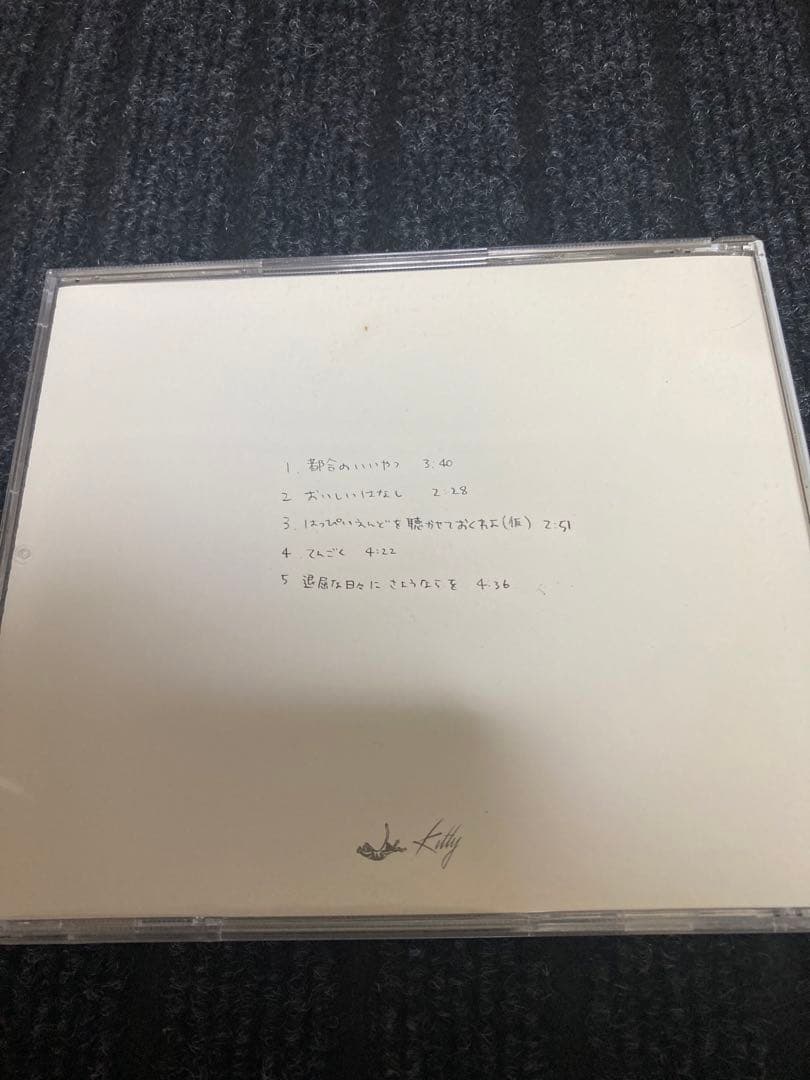 1. 都合のいいやつ 3:40
2 おいしいはなし 2:28
3. はっぴいえんどを聴かせておくれよ(仮) 2:51
4 てんごく 4:22
5 退屈な日々にさようならを 4:36
Kitty